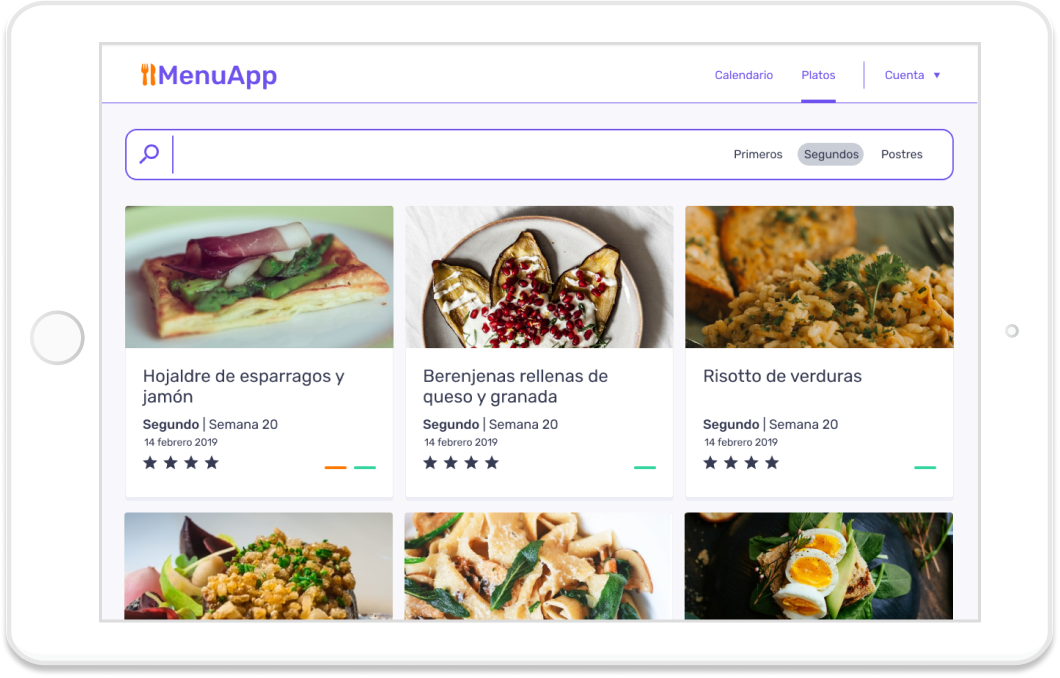 MenuApp
Calendario Platos Cuenta
Primeros Segundos Postres
Hojaldre de esparragos y
jamón
Segundo | Semana 20
14 febrero 2019
Berenjenas rellenas de
queso y granada
Segundo | Semana 20
14 febrero 2019
Risotto de verduras
Segundo | Semana 20
14 febrero 2019